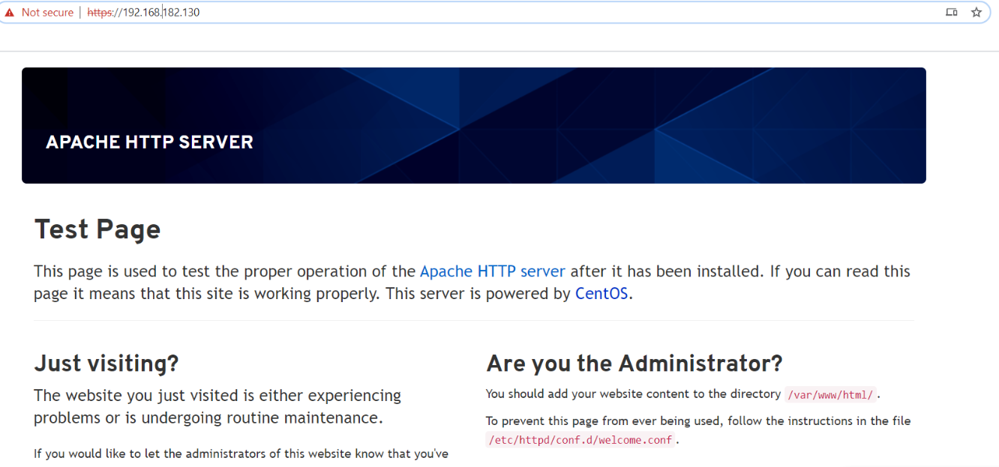 Not secure | https://192.168.182.130
APACHE HTTP SERVER
Test Page
This page is used to test the proper operation of the Apache HTTP server after it has been installed. If you can read this
page it means that this site is working properly. This server is powered by CentOS.
Just visiting?
The website you just visited is either experiencing
problems or is undergoing routine maintenance.
If you would like to let the administrators of this website know that you've
Are you the Administrator?
You should add your website content to the directory /var/www/html/ .
To prevent this page from ever being used, follow the instructions in the file
/etc/httpd/conf.d/welcome.conf .